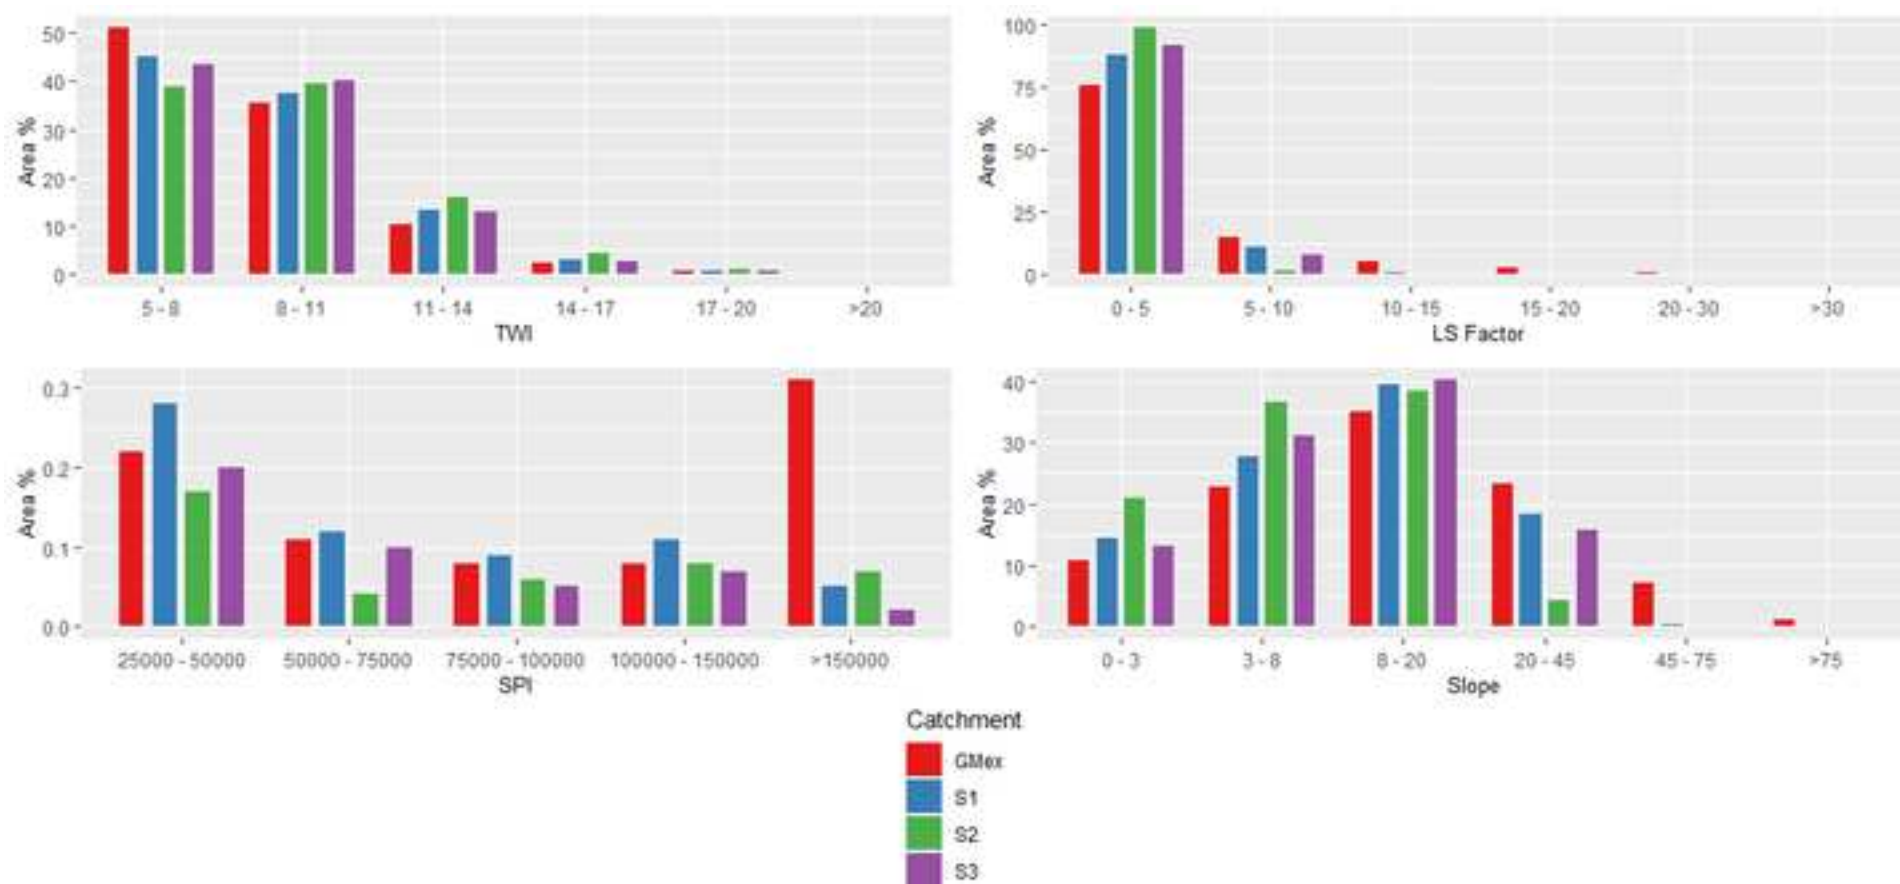 50
40
30
20
10
0
Area %
5 - 8
8 - 11
11 - 14
14 - 17
17 - 20
>20
TWI
100
75
50
25
0
Area %
0 - 5
5 - 10
10 - 15
15 - 20
20 - 30
>30
LS Factor
0.3
0.2
0.1
0.0
Area %
25000 - 50000
50000 - 75000
75000 - 100000
100000 - 150000
>150000
SPI
40
30
20
10
0
Area %
0 - 3
3 - 8
8 - 20
20 - 45
45 - 75
>75
Slope
Catchment
GMex
S1
S2
S3